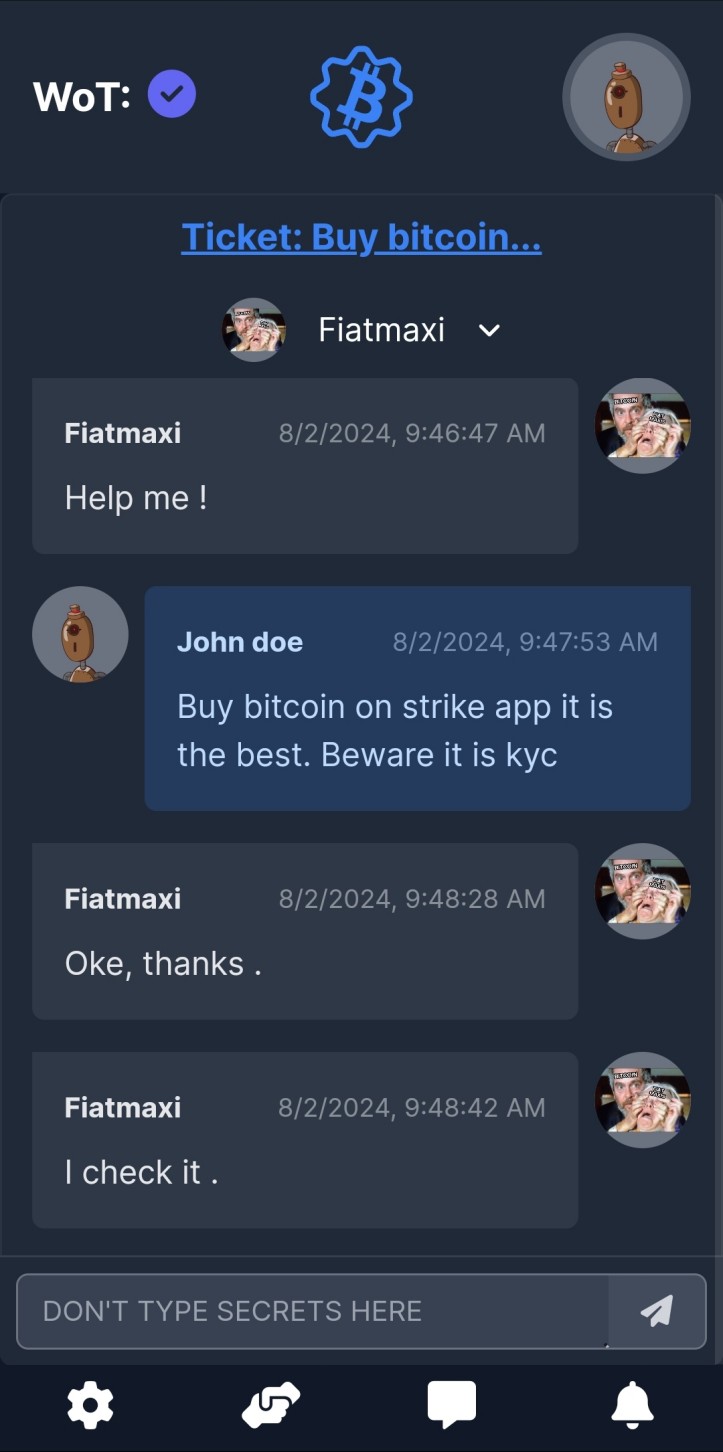 WoT:
Ticket: Buy bitcoin...
Fiatmaxi
Fiatmaxi 8/2/2024, 9:46:47 AM
Help me !
John doe 8/2/2024, 9:47:53 AM
Buy bitcoin on strike app it is
the best. Beware it is kyc
Fiatmaxi 8/2/2024, 9:48:28 AM
Oke, thanks .
Fiatmaxi 8/2/2024, 9:48:42 AM
I check it .
DON'T TYPE SECRETS HERE